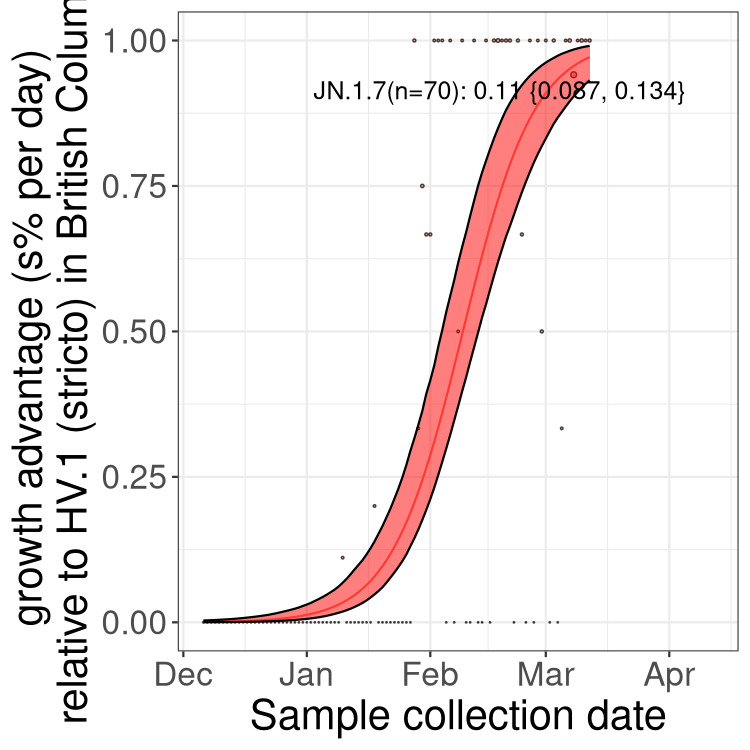 growth advantage (s% per day)
relative to HV.1 (stricto) in British Colum
1.00
0.75
0.50
0.25
0.00
JN.1.7(n=70): 0.11 {0.087, 0.134}
Dec Jan Feb Mar Apr
Sample collection date